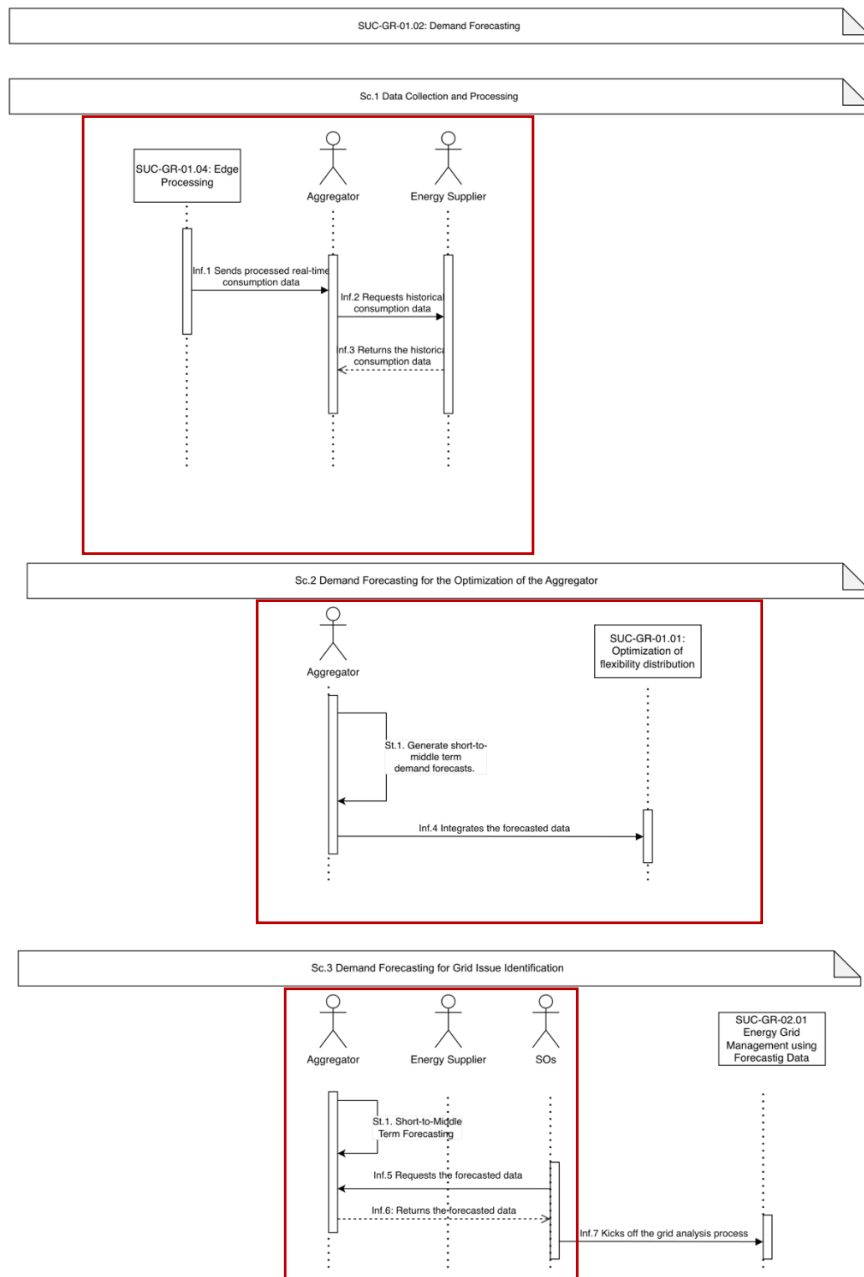 SUC-GR-01.02: Demand Forecasting
Sc.1 Data Collection and Processing
SUC-GR-01.04: Edge
Processing
Aggregator
Energy Supplier
Inf.1 Sends processed real-time
consumption data
Inf.2 Requests historical
consumption data
Inf.3 Returns the historical
consumption data
Sc.2 Demand Forecasting for the Optimization of the Aggregator
Aggregator
SUC-GR-01.01:
Optimization of
flexibility distribution
St.1. Generate short-to-
middle term
demand forecasts.
Inf.4 Integrates the forecasted data
Sc.3 Demand Forecasting for Grid Issue Identification
Aggregator
Energy Supplier
SOs
SUC-GR-02.01
Energy Grid
Management using
Forecastig Data
St.1. Short-to-Middle
Term Forecasting
Inf.5 Requests the forecasted data
Inf.6: Returns the forecasted data
Inf.7 Kicks off the grid analysis process